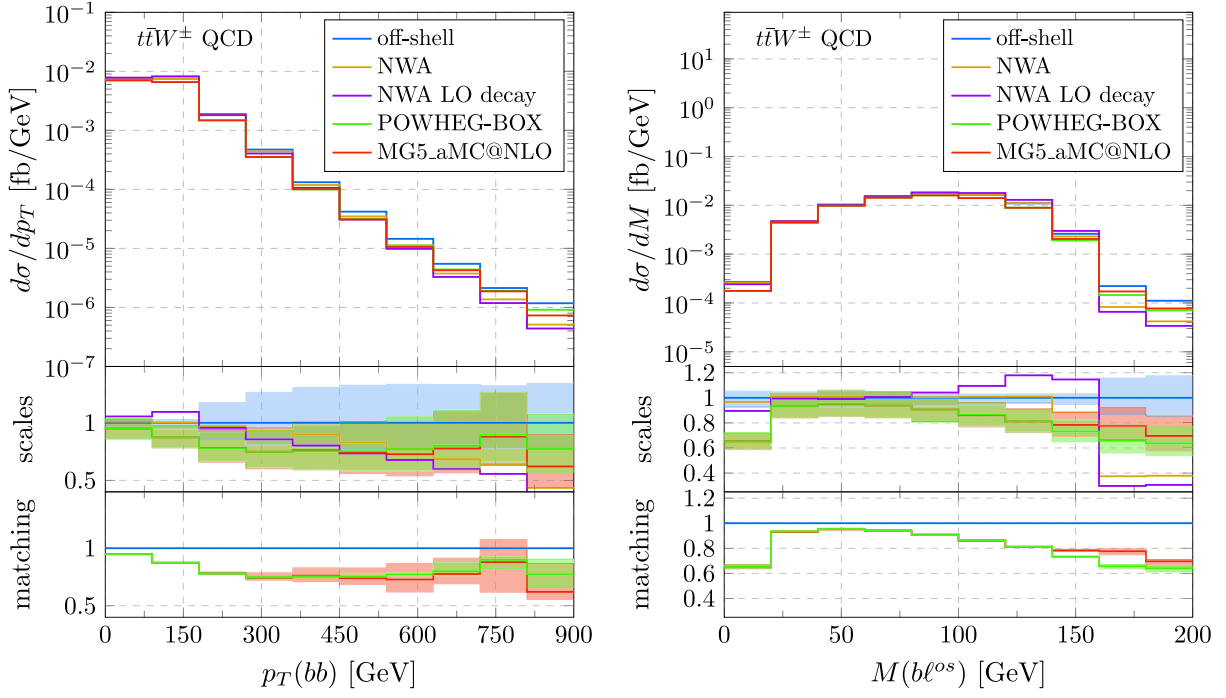 tt̄W± QCD
off-shell
NWA
NWA LO decay
POWHEG-BOX
MG5_aMC@NLO
dσ/dp_T [fb/GeV]
10⁻¹
10⁻²
10⁻³
10⁻⁴
10⁻⁵
10⁻⁶
10⁻⁷
scales
1
0.5
matching
1
0.5
0 150 300 450 600 750 900
p_T(bb) [GeV]
tt̄W± QCD
off-shell
NWA
NWA LO decay
POWHEG-BOX
MG5_aMC@NLO
dσ/dM [fb/GeV]
10¹
10⁰
10⁻¹
10⁻²
10⁻³
10⁻⁴
10⁻⁵
scales
1.2
1
0.8
0.6
0.4
matching
1.2
1
0.8
0.6
0.4
0 50 100 150 200
M(bℓ^{os}) [GeV]